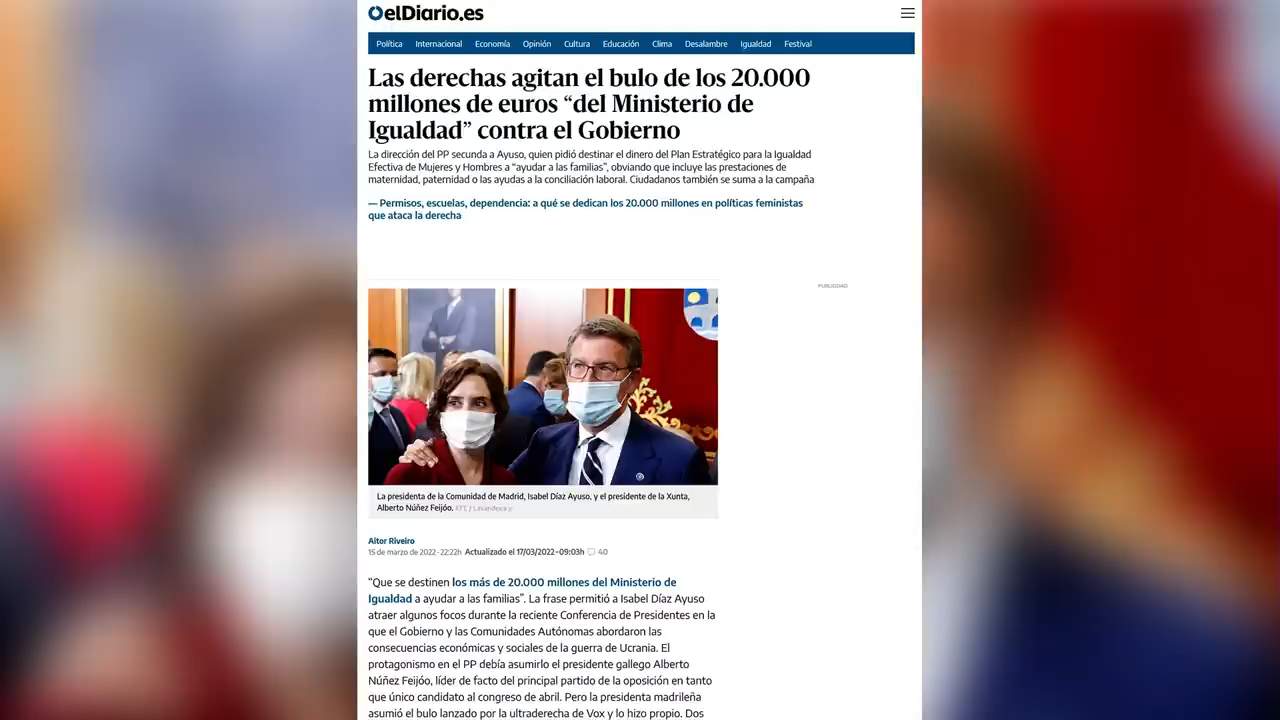 elDiario.es
Política Internacional Economía Opinión Cultura Educación Clima Desalambre Igualdad Festival
Las derechas agitan el bulo de los 20.000
millones de euros “del Ministerio de
Igualdad” contra el Gobierno
La dirección del PP secunda a Ayuso, quien pidió destinar el dinero del Plan Estratégico para la Igualdad
Efectiva de Mujeres y Hombres a “ayudar a las familias”, obviando que incluye las prestaciones de
maternidad, paternidad o las ayudas a la conciliación laboral. Ciudadanos también se suma a la campaña
— Permisos, escuelas, dependencia: a qué se dedican los 20.000 millones en políticas feministas
que ataca la derecha
PUBLICIDAD
La presidenta de la Comunidad de Madrid, Isabel Díaz Ayuso, y el presidente de la Xunta,
Alberto Núñez Feijóo. EFE / Lavandeira jr
Aitor Riveiro
15 de marzo de 2022 - 22:22h Actualizado el 17/03/2022 - 09:03h 40
“Que se destinen los más de 20.000 millones del Ministerio de
Igualdad a ayudar a las familias”. La frase permitió a Isabel Díaz Ayuso
atraer algunos focos durante la reciente Conferencia de Presidentes en la
que el Gobierno y las Comunidades Autónomas abordaron las
consecuencias económicas y sociales de la guerra de Ucrania. El
protagonismo en el PP debía asumirlo el presidente gallego Alberto
Núñez Feijóo, líder de facto del principal partido de la oposición en tanto
que único candidato al congreso de abril. Pero la presidenta madrileña
asumió el bulo lanzado por la ultraderecha de Vox y lo hizo propio. Dos